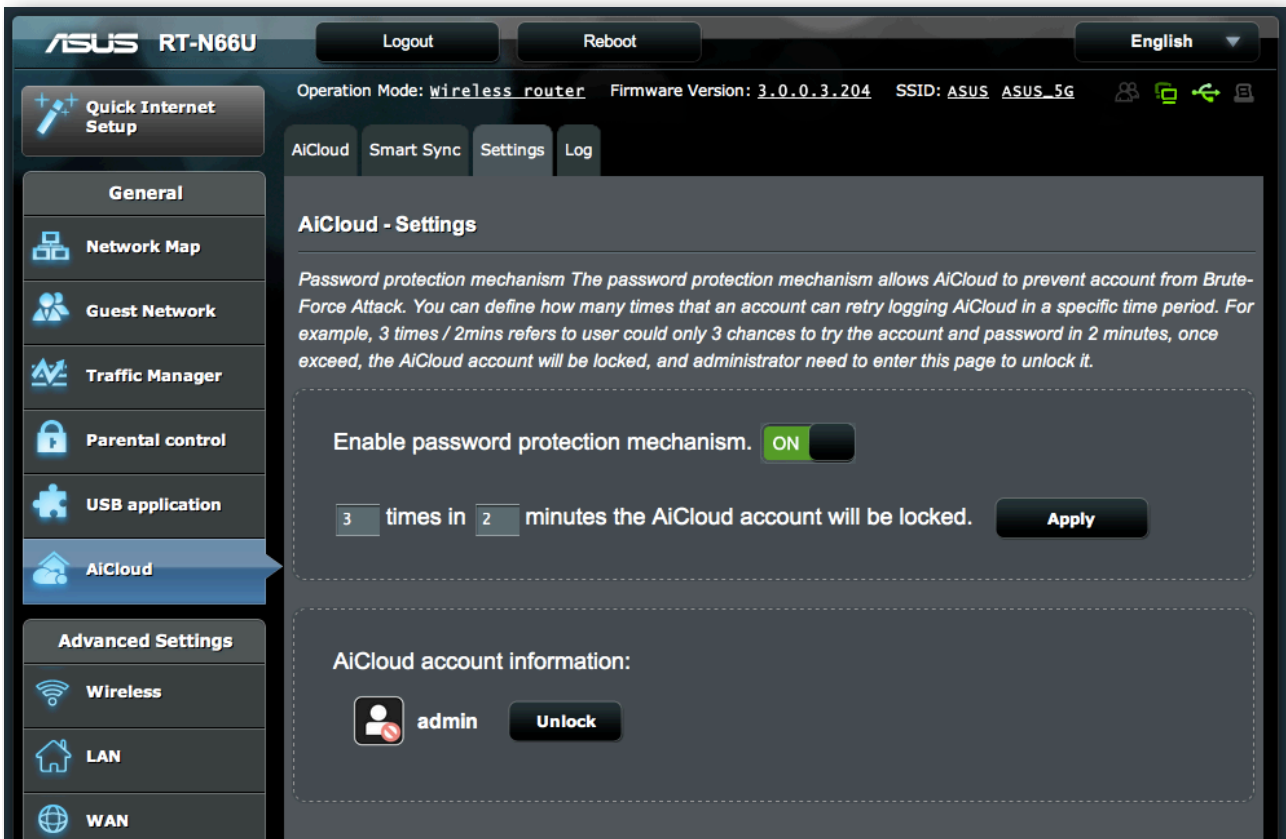 ASUS RT-N66U Logout Reboot English
Quick Internet Setup
Operation Mode: Wireless router Firmware Version: 3.0.0.3.204 SSID: ASUS ASUS_5G
AiCloud Smart Sync Settings Log
General
Network Map
Guest Network
Traffic Manager
Parental control
USB application
AiCloud
Advanced Settings
Wireless
LAN
WAN
AiCloud - Settings
Password protection mechanism The password protection mechanism allows AiCloud to prevent account from Brute-
Force Attack. You can define how many times that an account can retry logging AiCloud in a specific time period. For
example, 3 times / 2mins refers to user could only 3 chances to try the account and password in 2 minutes, once
exceed, the AiCloud account will be locked, and administrator need to enter this page to unlock it.
Enable password protection mechanism. ON
3 times in 2 minutes the AiCloud account will be locked. Apply
AiCloud account information:
admin Unlock